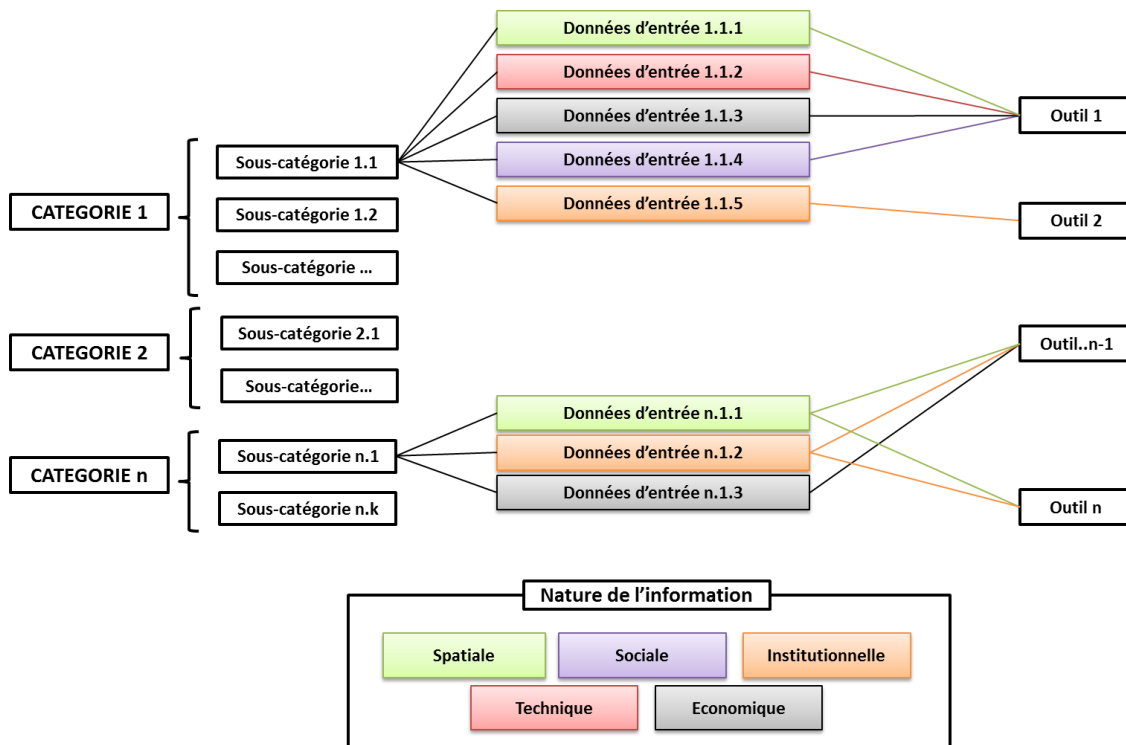 Données d'entrée 1.1.1
Données d'entrée 1.1.2
Données d'entrée 1.1.3
Outil 1
Sous-catégorie 1.1
Données d'entrée 1.1.4
CATEGORIE 1
Sous-catégorie 1.2
Données d'entrée 1.1.5
Outil 2
Sous-catégorie ...
CATEGORIE 2
Sous-catégorie 2.1
Outil..n-1
Sous-catégorie...
Données d'entrée n.1.1
CATEGORIE n
Sous-catégorie n.1
Données d'entrée n.1.2
Données d'entrée n.1.3
Sous-catégorie n.k
Outil n
Nature de l'information
Spatiale
Sociale
Institutionnelle
Technique
Economique